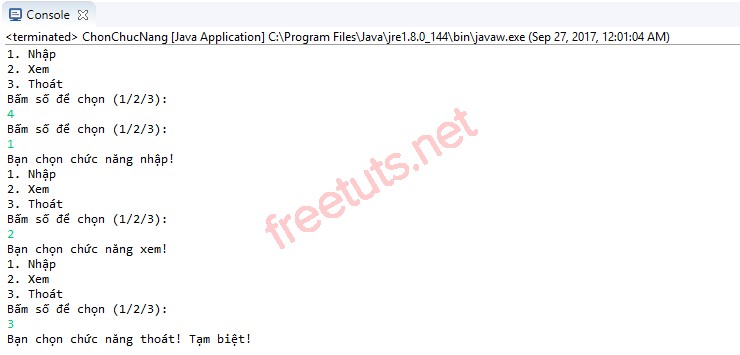 Console
<terminated> ChonChucNang [Java Application] C:\Program Files\Java\jre1.8.0_144\bin\javaw.exe (Sep 27, 2017, 12:01:04 AM)
1. Nhập
2. Xem
3. Thoát
Bấm số để chọn (1/2/3):
4
Bấm số để chọn (1/2/3):
1
Bạn chọn chức năng nhập!
1. Nhập
2. Xem
3. Thoát
Bấm số để chọn (1/2/3):
2
Bạn chọn chức năng xem!
1. Nhập
2. Xem
3. Thoát
Bấm số để chọn (1/2/3):
3
Bạn chọn chức năng thoát! Tạm biệt!
freetuts.net